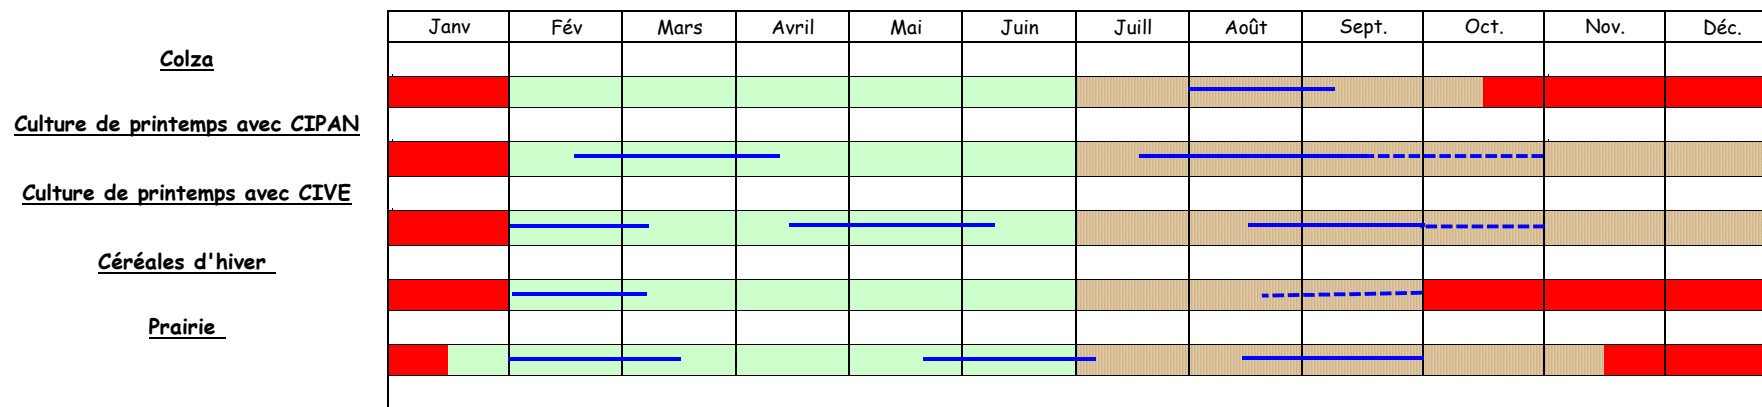 Janv Fév Mars Avril Mai Juin Juill Août Sept. Oct. Nov. Déc.
Colza
Culture de printemps avec CIPAN
Culture de printemps avec CIVE
Céréales d'hiver
Prairie